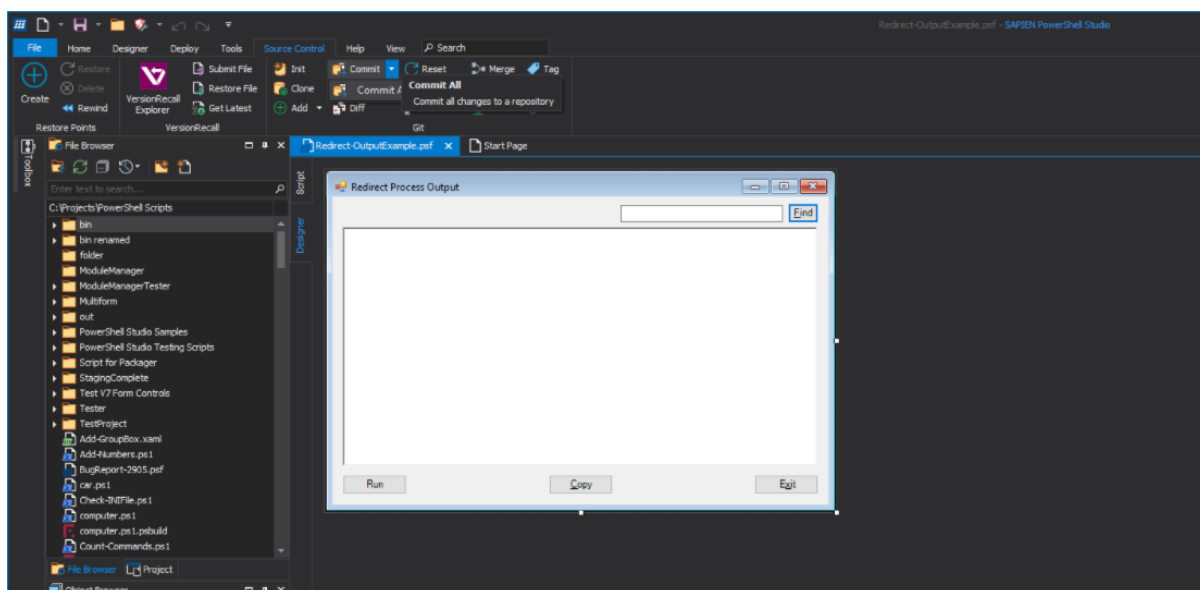 Redirect-OutputExample.psf - SAPIEN PowerShell Studio
File Home Designer Deploy Tools Source Control Help View Search
Create
Restore
Delete
Rewind
Restore Points
VersionRecall
Explorer
Submit File
Restore File
Get Latest
VersionRecall
Init
Clone
Add
Commit
Commit A
Diff
Reset
Merge
Tag
Commit All
Commit all changes to a repository
Git
Toolbox
File Browser
Enter text to search...
C:\Projects\PowerShell Scripts
bin
bin renamed
folder
ModuleManager
ModuleManagerTester
Multiform
out
PowerShell Studio Samples
PowerShell Studio Testing Scripts
Script for Packager
StagingComplete
Test V7 Form Controls
Tester
TestProject
Add-GroupBox.xaml
Add-Numbers.ps1
BugReport-2905.psf
car.ps1
Check-INIFile.ps1
computer.ps1
computer.ps1.psbuild
Count-Commands.ps1
File Browser Project
Object Browser
Redirect-OutputExample.psf
Start Page
Script
Designer
Redirect Process Output
Find
Run
Copy
Exit